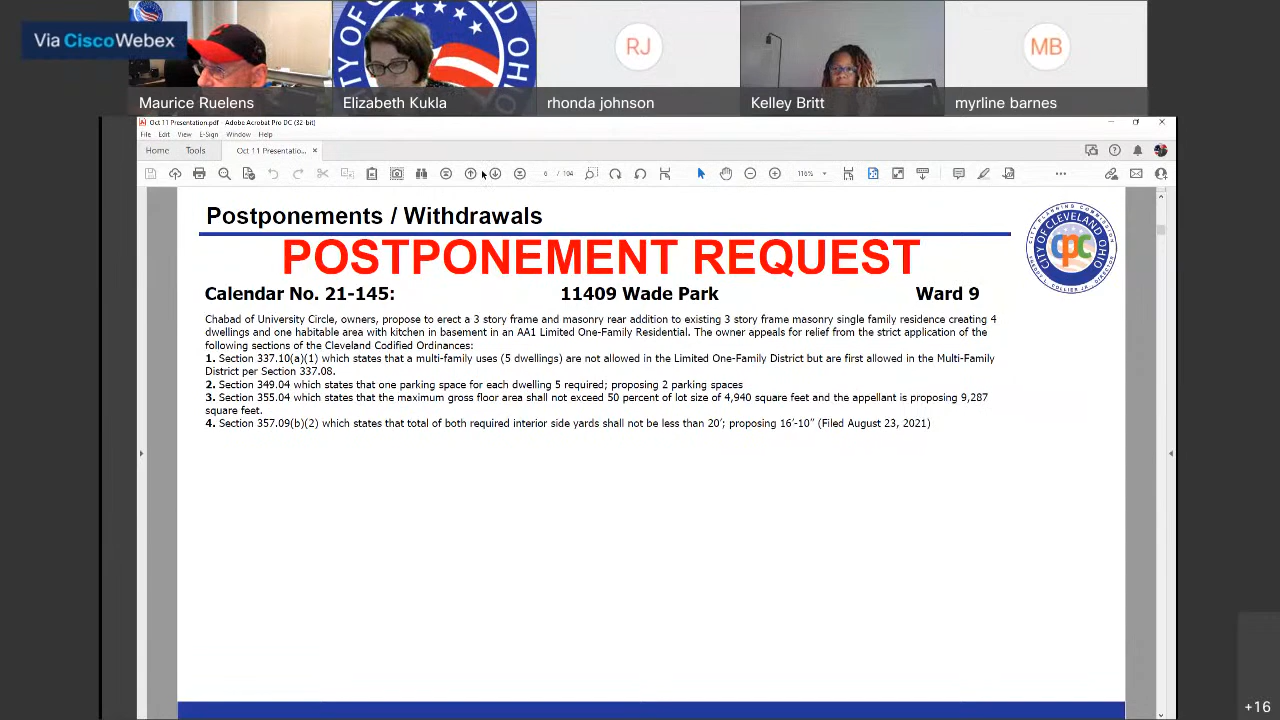 Via CiscoWebex
RJ
MB
Maurice Ruelens
Elizabeth Kukla
rhonda johnson
Kelley Britt
myrline barnes
Oct 11 Presentation.pdf - Adobe Acrobat Pro DC (32-bit)
File Edit View E-Sign Window Help
Home Tools Oct 11 Presentatio... ×
6 / 104 116%
Postponements / Withdrawals
POSTPONEMENT REQUEST
CITY PLANNING COMMISSION
CITY OF CLEVELAND OHIO
cpc
Calendar No. 21-145: 11409 Wade Park Ward 9
Chabad of University Circle, owners, propose to erect a 3 story frame and masonry rear addition to existing 3 story frame masonry single family residence creating 4
dwellings and one habitable area with kitchen in basement in an AA1 Limited One-Family Residential. The owner appeals for relief from the strict application of the
following sections of the Cleveland Codified Ordinances:
1. Section 337.10(a)(1) which states that a multi-family uses (5 dwellings) are not allowed in the Limited One-Family District but are first allowed in the Multi-Family
District per Section 337.08.
2. Section 349.04 which states that one parking space for each dwelling 5 required; proposing 2 parking spaces
3. Section 355.04 which states that the maximum gross floor area shall not exceed 50 percent of lot size of 4,940 square feet and the appellant is proposing 9,287
square feet.
4. Section 357.09(b)(2) which states that total of both required interior side yards shall not be less than 20’; proposing 16’-10” (Filed August 23, 2021)
+16